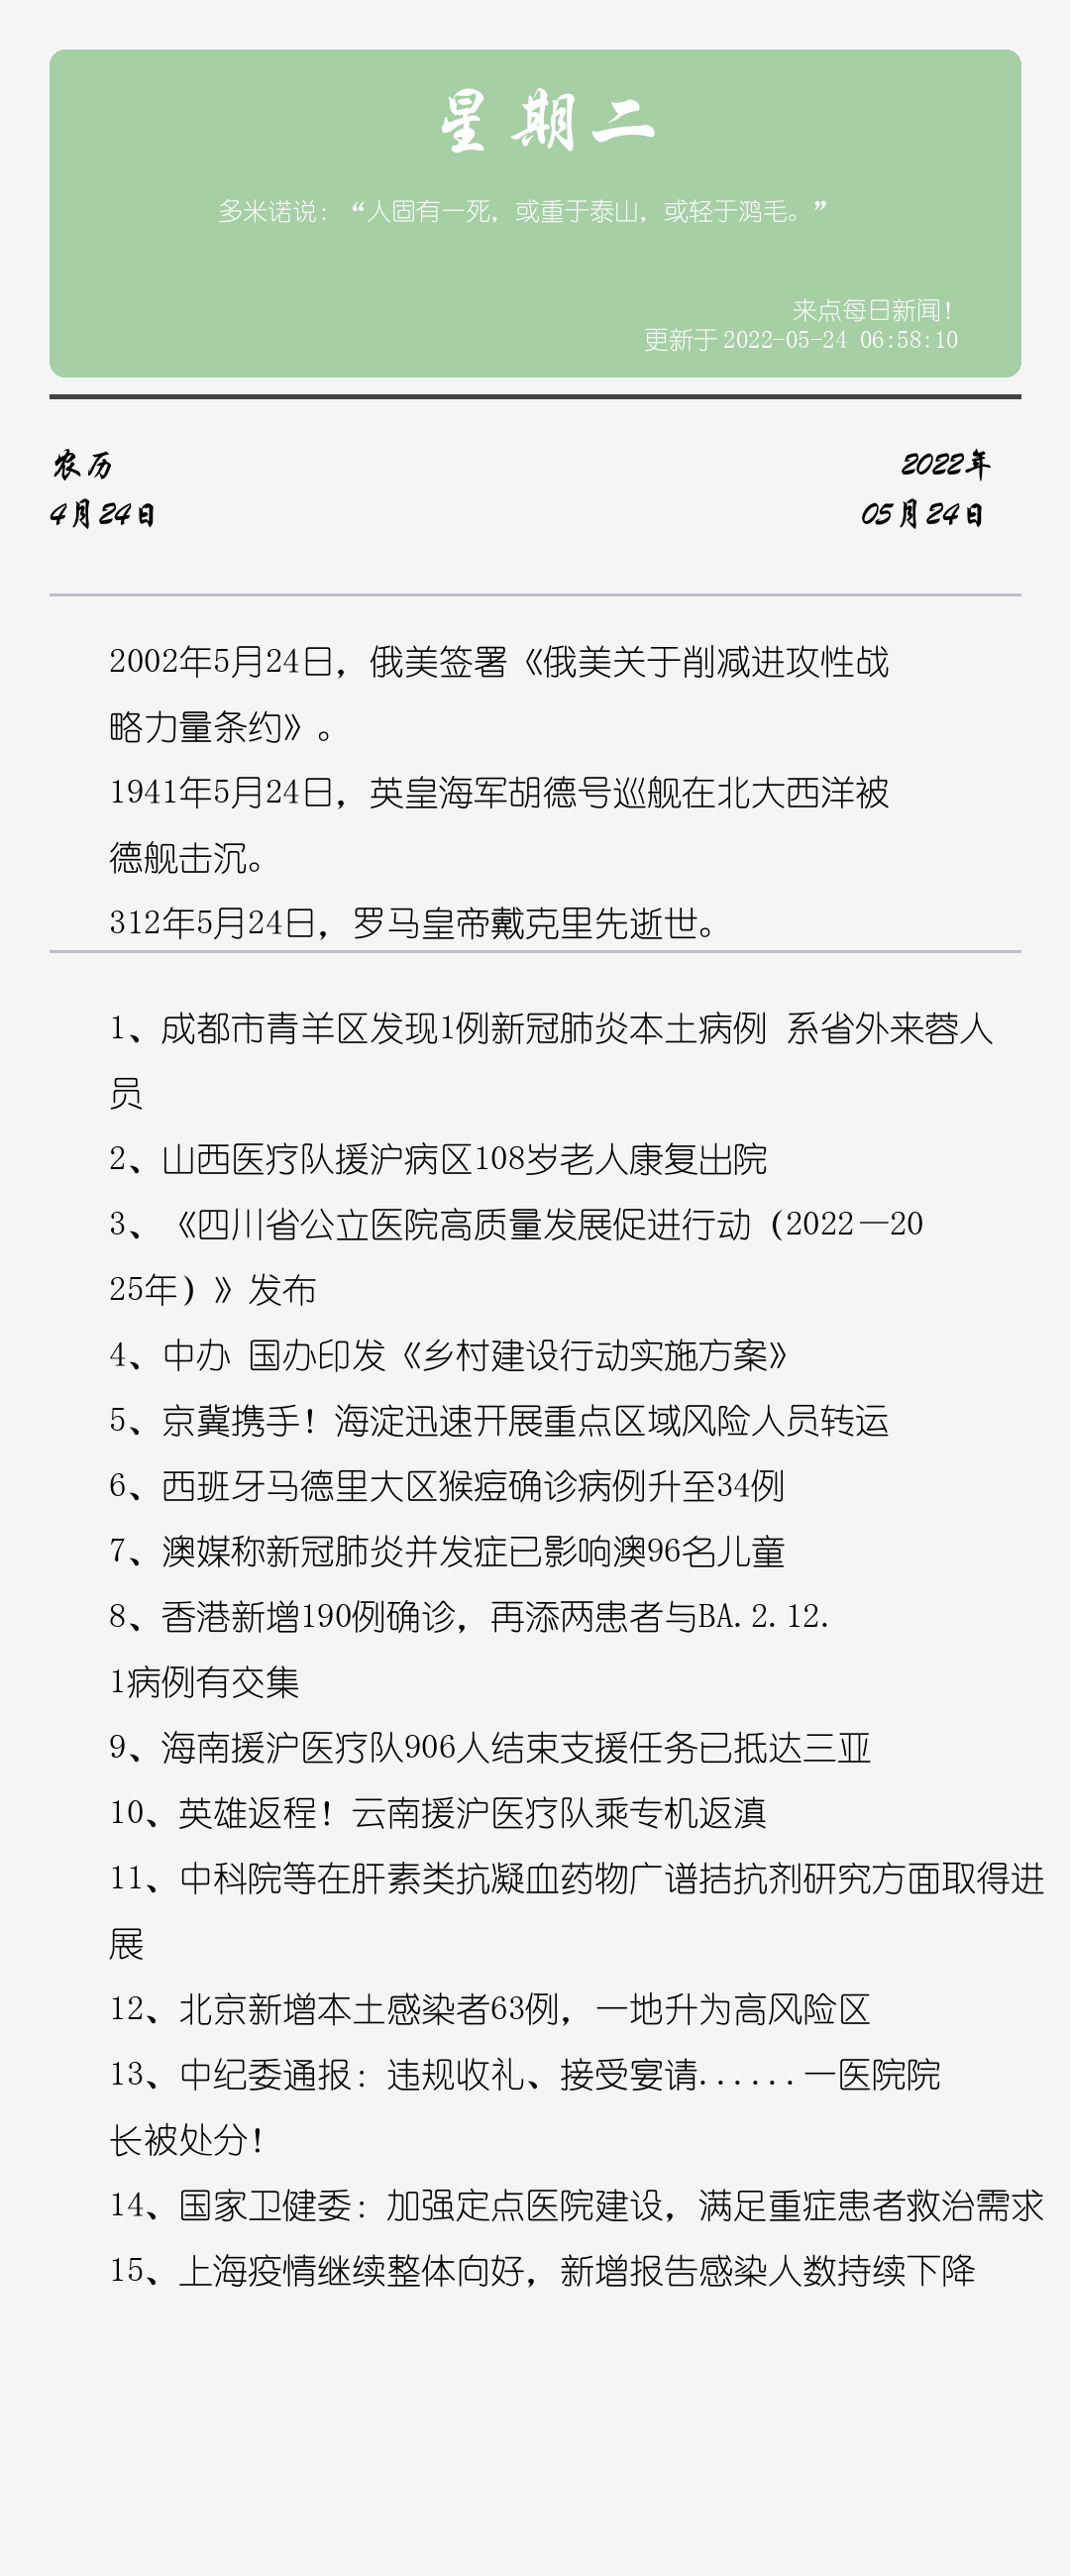 星期二
多米诺说：“人固有一死，或重于泰山，或轻于鸿毛。”
来点每日新闻！
更新于 2022-05-24 06:58:10
农历
2022年
4月24日
05月24日
2002年5月24日，俄美签署《俄美关于削减进攻性战
略力量条约》。
1941年5月24日，英皇海军胡德号巡舰在北大西洋被
德舰击沉。
312年5月24日，罗马皇帝戴克里先逝世。
1、成都市青羊区发现1例新冠肺炎本土病例 系省外来蓉人
员
2、山西医疗队援沪病区108岁老人康复出院
3、《四川省公立医院高质量发展促进行动（2022—20
25年）》发布
4、中办 国办印发《乡村建设行动实施方案》
5、京冀携手！海淀迅速开展重点区域风险人员转运
6、西班牙马德里大区猴痘确诊病例升至34例
7、澳媒称新冠肺炎并发症已影响澳96名儿童
8、香港新增190例确诊，再添两患者与BA.2.12.
1病例有交集
9、海南援沪医疗队906人结束支援任务已抵达三亚
10、英雄返程！云南援沪医疗队乘专机返滇
11、中科院等在肝素类抗凝血药物广谱拮抗剂研究方面取得进
展
12、北京新增本土感染者63例，一地升为高风险区
13、中纪委通报：违规收礼、接受宴请......一医院院
长被处分！
14、国家卫健委：加强定点医院建设，满足重症患者救治需求
15、上海疫情继续整体向好，新增报告感染人数持续下降